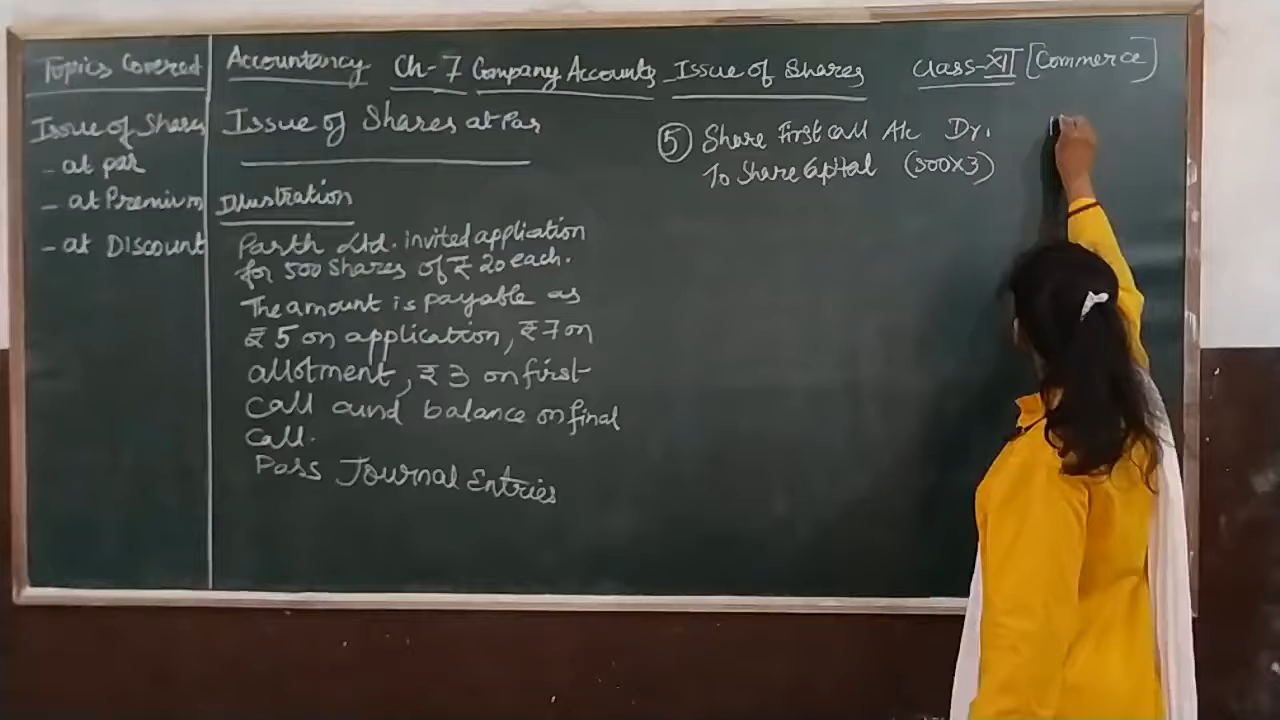 Topics Covered
Issue of Shares
- at par
- at Premium
- at Discount
Accountancy Ch-7 Company Accounts Issue of Shares Class-XII [Commerce]
Issue of Shares at Par
Illustration
Parth Ltd. invited application
for 500 shares of ₹ 20 each.
The amount is payable as
₹ 5 on application, ₹ 7 on
allotment, ₹ 3 on first
call and balance on final
call.
Pass Journal Entries
⑤ Share First call A/c Dr.
To Share Capital (500×3)